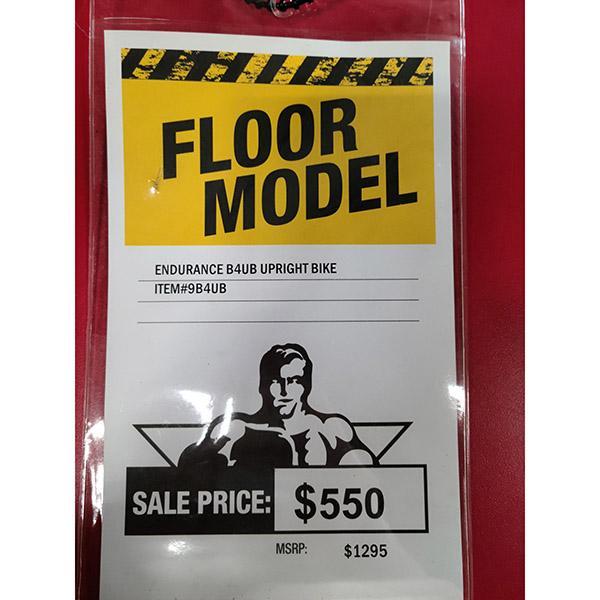 FLOOR
MODEL
ENDURANCE B4UB UPRIGHT BIKE
ITEM#9B4UB
SALE PRICE: $550
MSRP: $1295